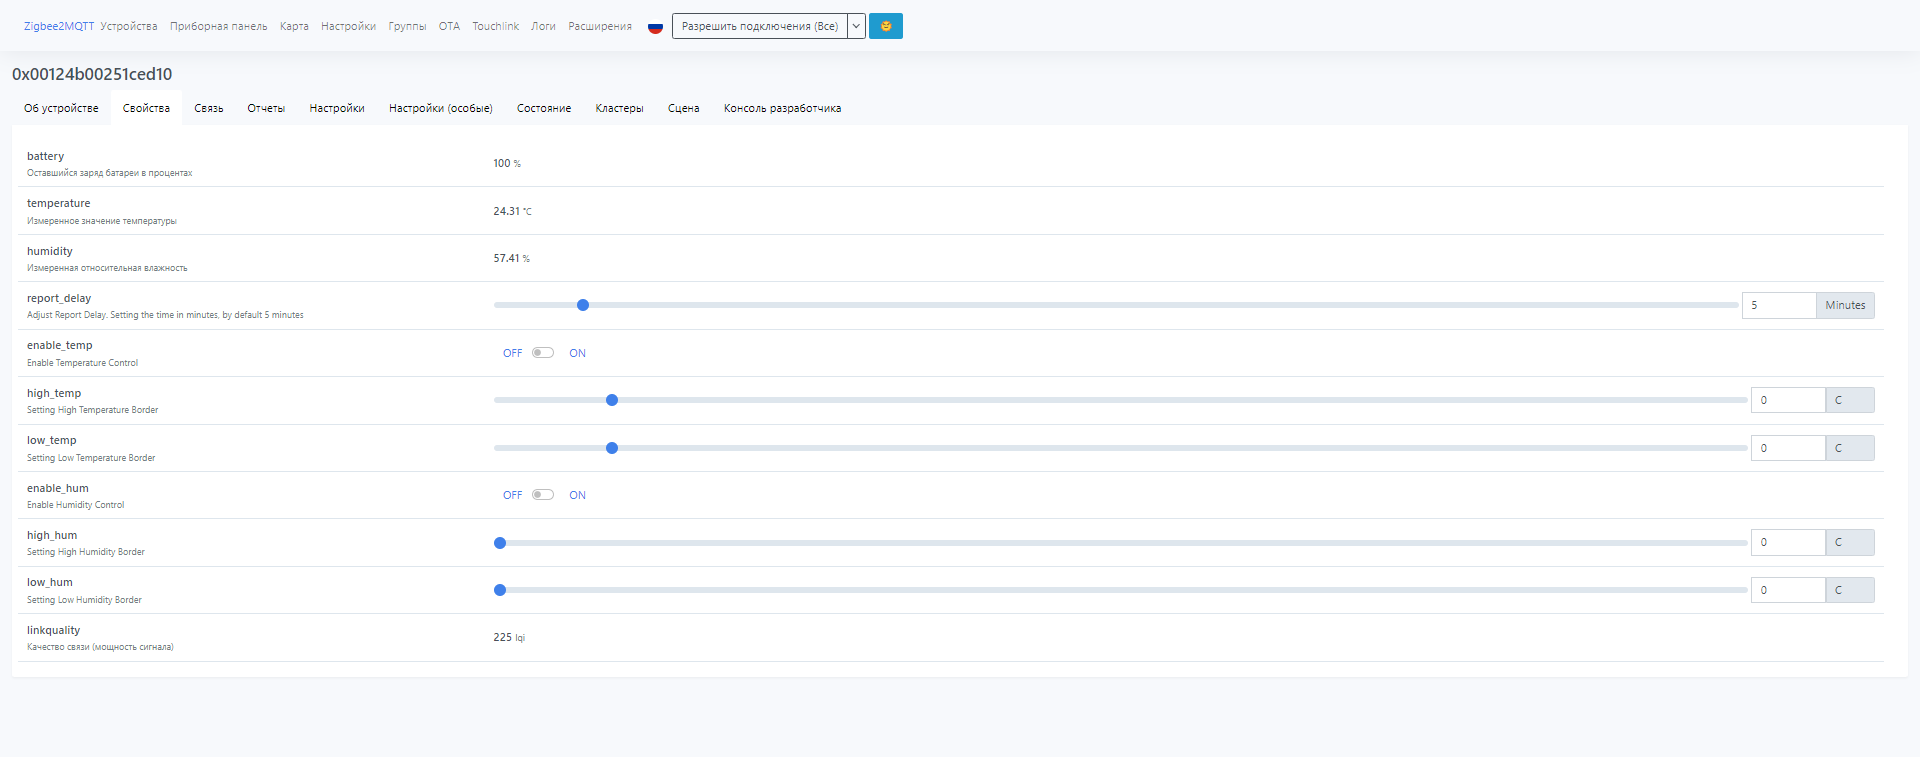 Zigbee2MQTT Устройства Приборная панель Карта Настройки Группы OTA Touchlink Логи Расширения Разрешить подключения (Все)
0x00124b00251ced10
Об устройстве Свойства Связь Отчеты Настройки Настройки (особые) Состояние Кластеры Сцена Консоль разработчика
battery
Оставшийся заряд батареи в процентах
100 %
temperature
Измеренное значение температуры
24.31 °C
humidity
Измеренная относительная влажность
57.41 %
report_delay
Adjust Report Delay. Setting the time in minutes, by default 5 minutes
5 Minutes
enable_temp
Enable Temperature Control
OFF ON
high_temp
Setting High Temperature Border
0 C
low_temp
Setting Low Temperature Border
0 C
enable_hum
Enable Humidity Control
OFF ON
high_hum
Setting High Humidity Border
0 C
low_hum
Setting Low Humidity Border
0 C
linkquality
Качество связи (мощность сигнала)
225 lqi